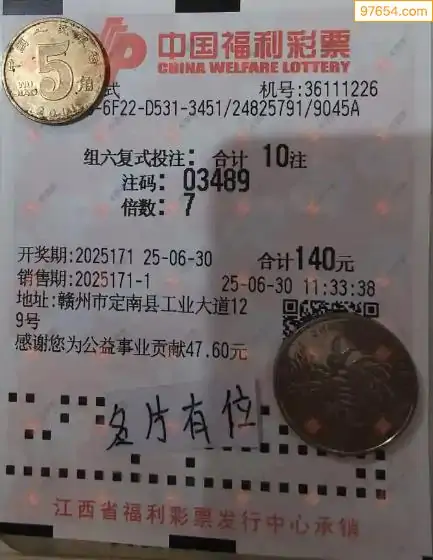 97654.com
中国福利彩票
CHINA WELFARE LOTTERY
5
角
式
机号:36111226
-6F22-D531-3451/24825791/9045A
组六复式投注: 合计 10注
注码: 03489
倍数: 7
开奖期:2025171 25-06-30 合计140元
销售期:2025171-1 25-06-30 11:33:38
地址:赣州市定南县工业大道12
9号
感谢您为公益事业贡献47.60元
名片有位
江西省福利彩票发行中心承销